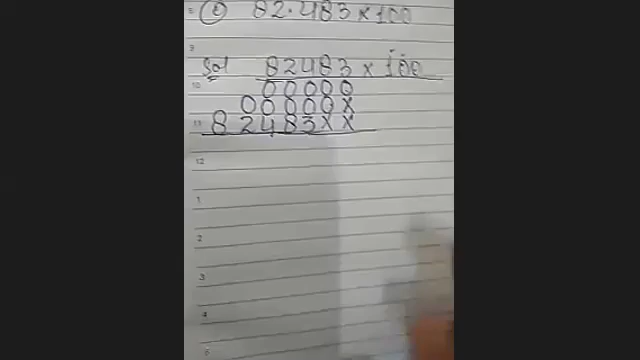 82.483 x 100
Sol 82483 x 100
00000
00000x
82483xx